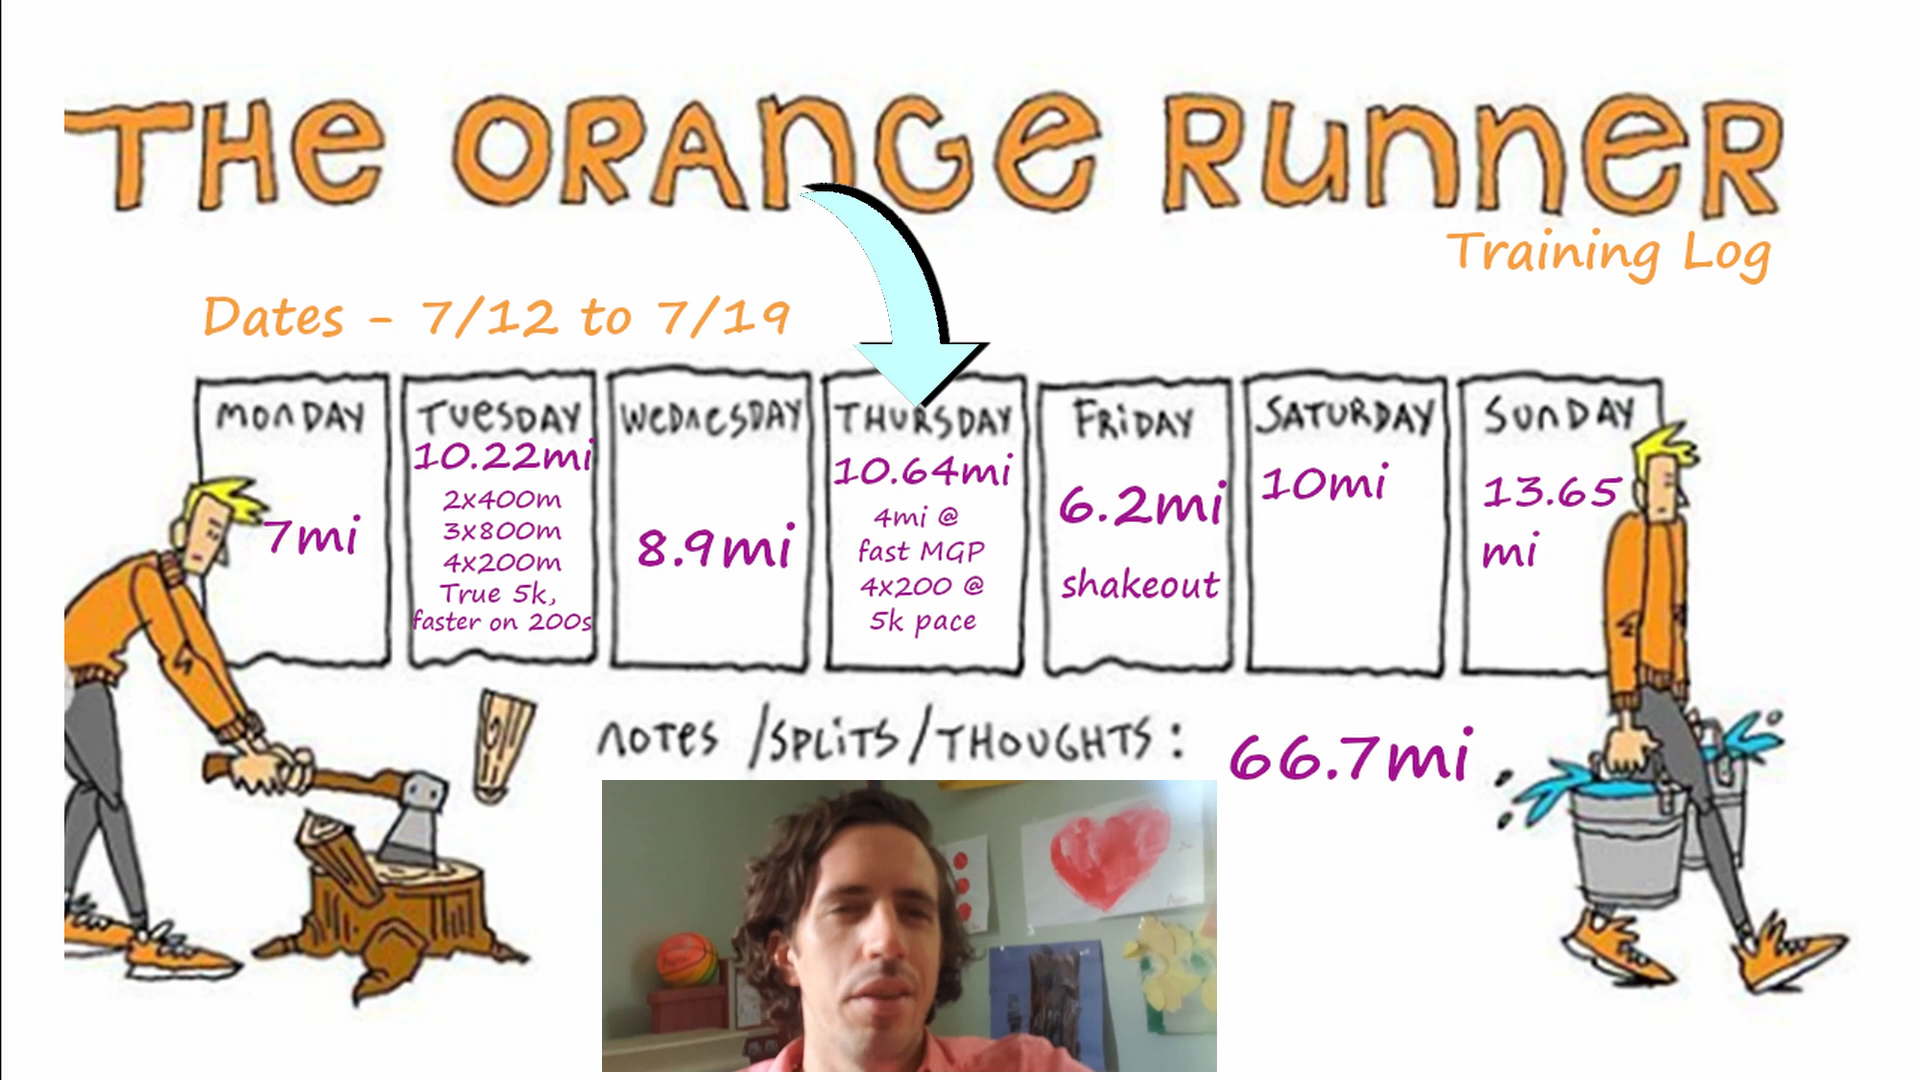 THE ORANGE RUNNER
Training Log
Dates - 7/12 to 7/19
MONDAY
7mi
TUESDAY
10.22mi
2x400m
3x800m
4x200m
True 5k,
faster on 200s
WEDNESDAY
8.9mi
THURSDAY
10.64mi
4mi @
fast MGP
4x200 @
5k pace
FRIDAY
6.2mi
shakeout
SATURDAY
10mi
SUNDAY
13.65
mi
NOTES /SPLITS/THOUGHTS:
66.7mi